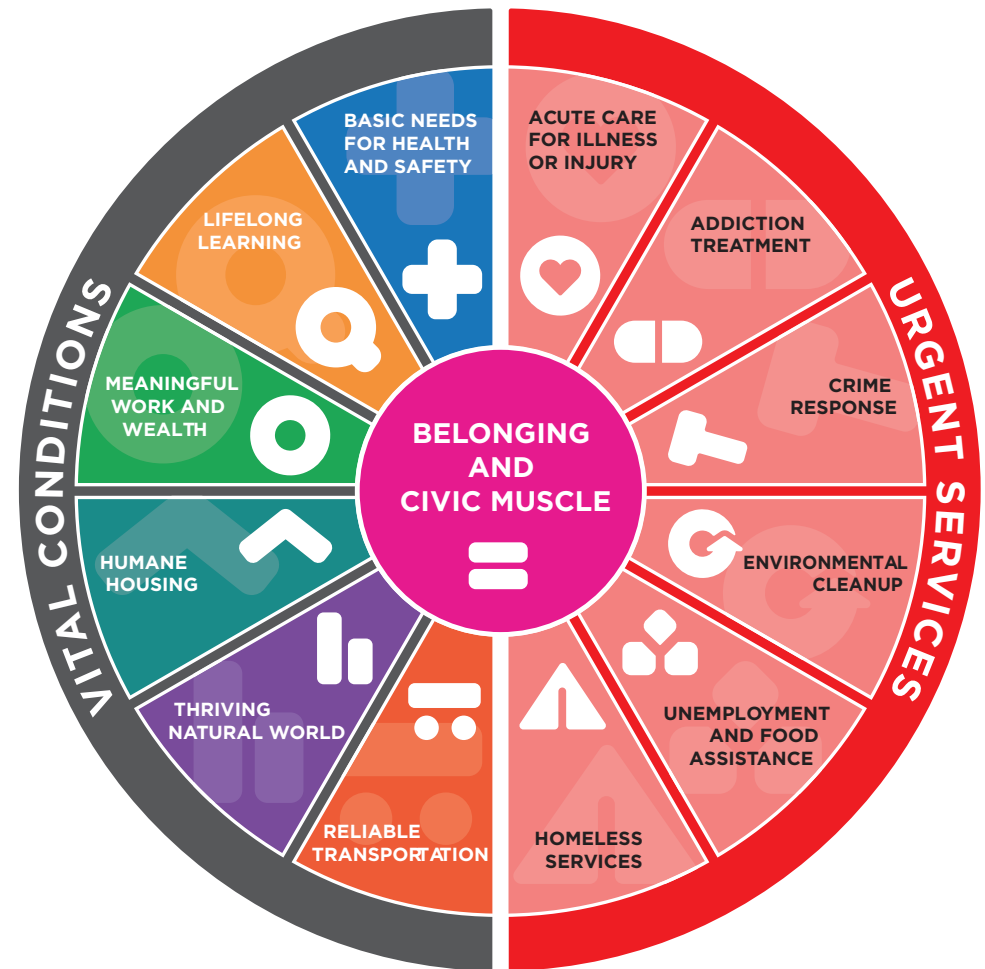 VITAL CONDITIONS
BASIC NEEDS
FOR HEALTH
AND SAFETY
LIFELONG
LEARNING
MEANINGFUL
WORK AND
WEALTH
HUMANE
HOUSING
THRIVING
NATURAL WORLD
RELIABLE
TRANSPORTATION
BELONGING
AND
CIVIC MUSCLE
URGENT SERVICES
ACUTE CARE
FOR ILLNESS
OR INJURY
ADDICTION
TREATMENT
CRIME
RESPONSE
ENVIRONMENTAL
CLEANUP
UNEMPLOYMENT
AND FOOD
ASSISTANCE
HOMELESS
SERVICES